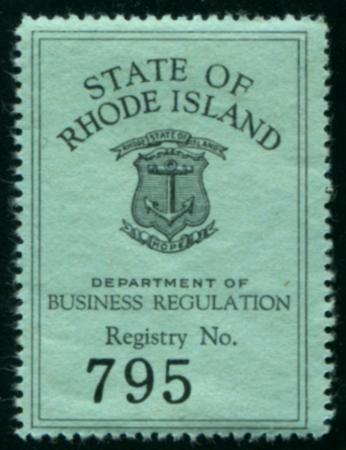 STATE OF
RHODE ISLAND
RHODE STATE OF ISLAND
HOPE
DEPARTMENT OF
BUSINESS REGULATION
Registry No.
795